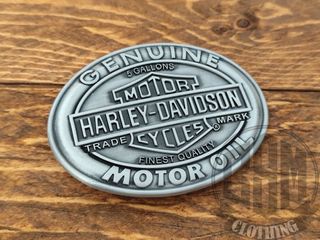 GENUINE
5 GALLONS
MOTOR
HARLEY-DAVIDSON
TRADE ® MARK
CYCLES
FINEST QUALITY
MOTOR OIL
CLOTHING